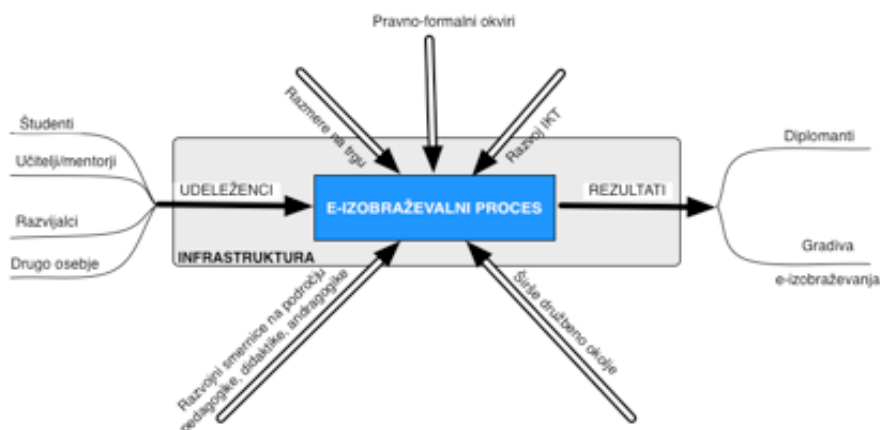 Pravno-formalni okviri
Razmere na trgu
Razvoj IKT
Študenti
Učitelji/mentorji
Razvijalci
Drugo osebje
UDELEŽENCI
E-IZOBRAŽEVALNI PROCES
REZULTATI
INFRASTRUKTURA
Diplomanti
Gradiva
e-izobraževanja
Razvojni smernice na področju
pedagogike, didaktike, andragogike
Širše družbeno okolje